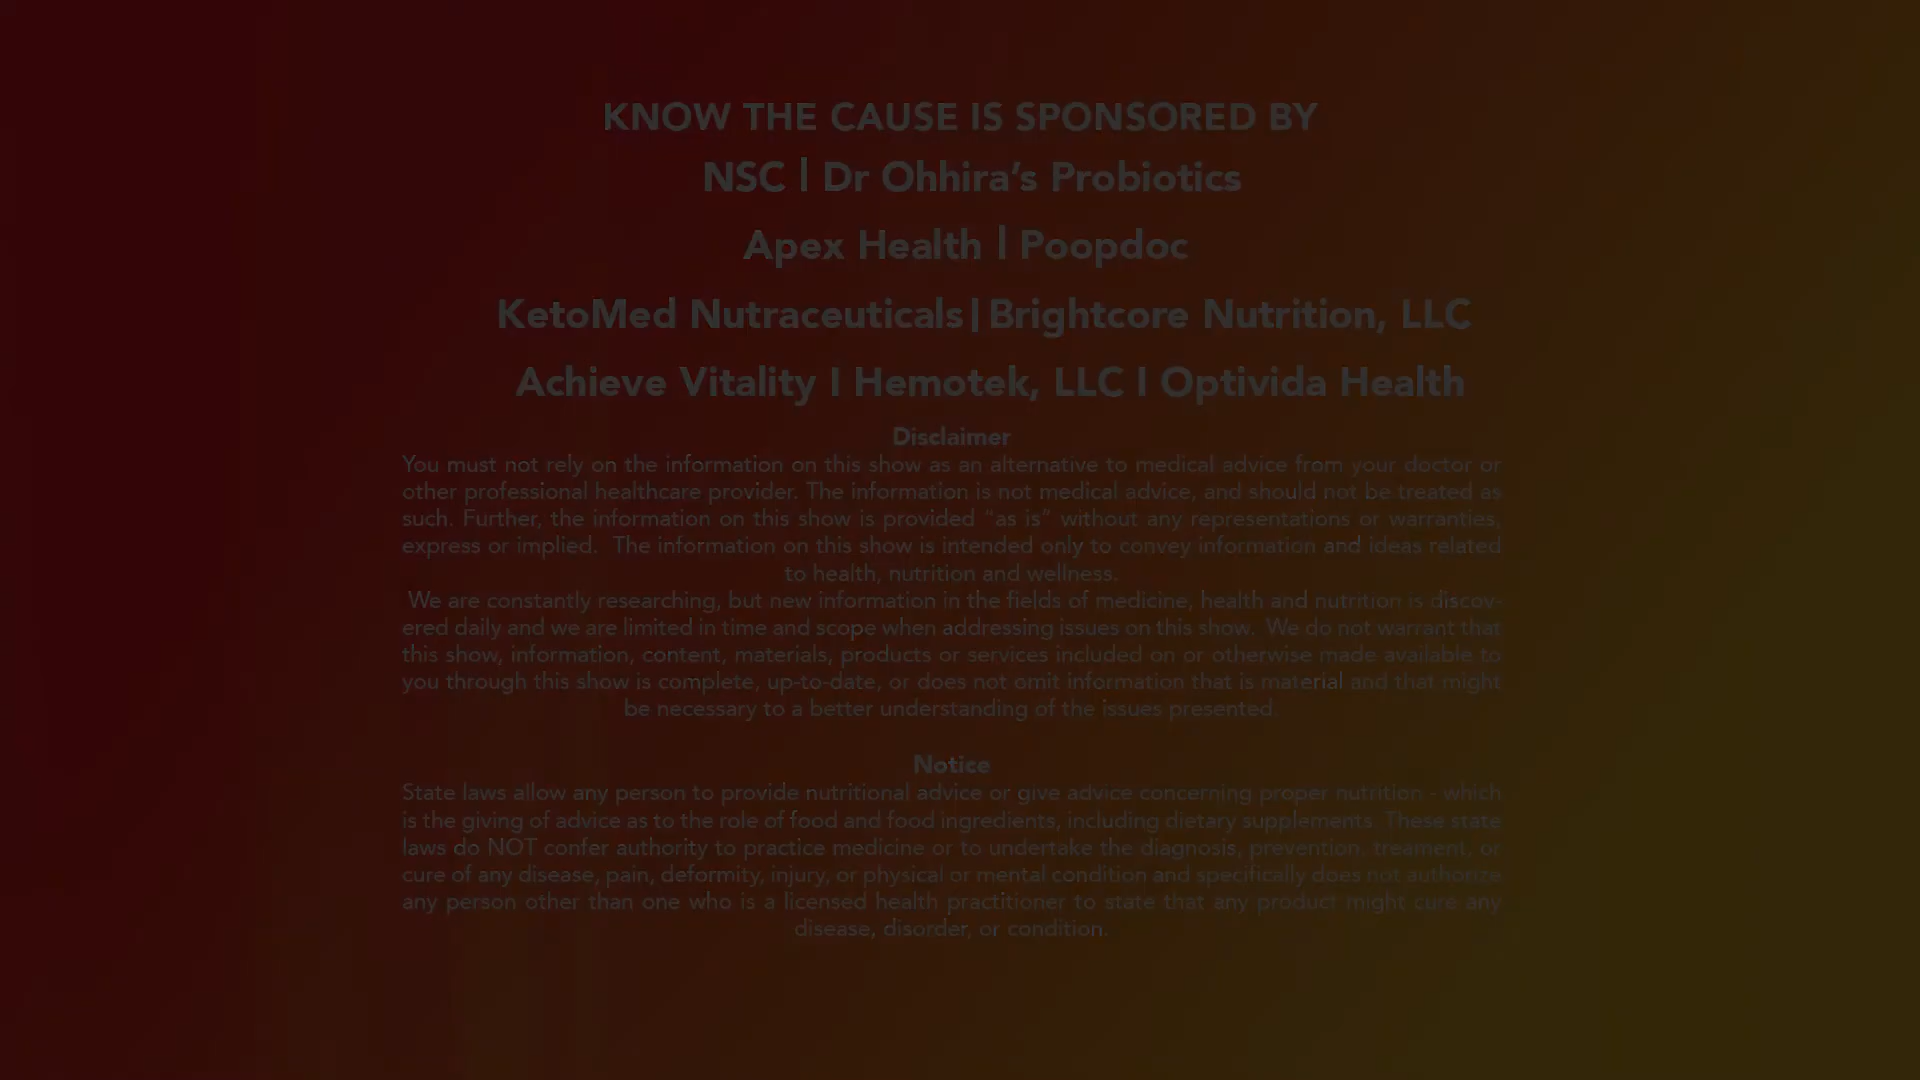 KNOW THE CAUSE IS SPONSORED BY
NSC | Dr Ohhira’s Probiotics
Apex Health | Poopdoc
KetoMed Nutraceuticals|Brightcore Nutrition, LLC
Achieve Vitality I Hemotek, LLC I Optivida Health
Disclaimer
You must not rely on the information on this show as an alternative to medical advice from your doctor or
other professional healthcare provider. The information is not medical advice, and should not be treated as
such. Further, the information on this show is provided “as is” without any representations or warranties,
express or implied.  The information on this show is intended only to convey information and ideas related
to health, nutrition and wellness.
We are constantly researching, but new information in the fields of medicine, health and nutrition is discov-
ered daily and we are limited in time and scope when addressing issues on this show.  We do not warrant that
this show, information, content, materials, products or services included on or otherwise made available to
you through this show is complete, up-to-date, or does not omit information that is material and that might
be necessary to a better understanding of the issues presented.
Notice
State laws allow any person to provide nutritional advice or give advice concerning proper nutrition - which
is the giving of advice as to the role of food and food ingredients, including dietary supplements. These state
laws do NOT confer authority to practice medicine or to undertake the diagnosis, prevention, treament, or
cure of any disease, pain, deformity, injury, or physical or mental condition and specifically does not authorize
any person other than one who is a licensed health practitioner to state that any product might cure any
disease, disorder, or condition.